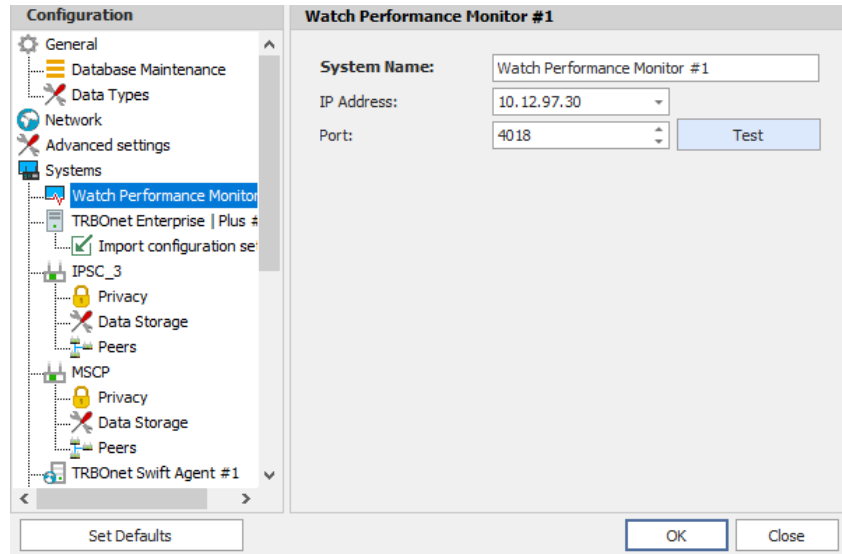 Configuration
General
Database Maintenance
Data Types
Network
Advanced settings
Systems
Watch Performance Monitor
TRBOnet Enterprise | Plus #
Import configuration se
IPSC_3
Privacy
Data Storage
Peers
MSCP
Privacy
Data Storage
Peers
TRBOnet Swift Agent #1
Set Defaults
Watch Performance Monitor #1
System Name: Watch Performance Monitor #1
IP Address: 10.12.97.30
Port: 4018 Test
OK Close